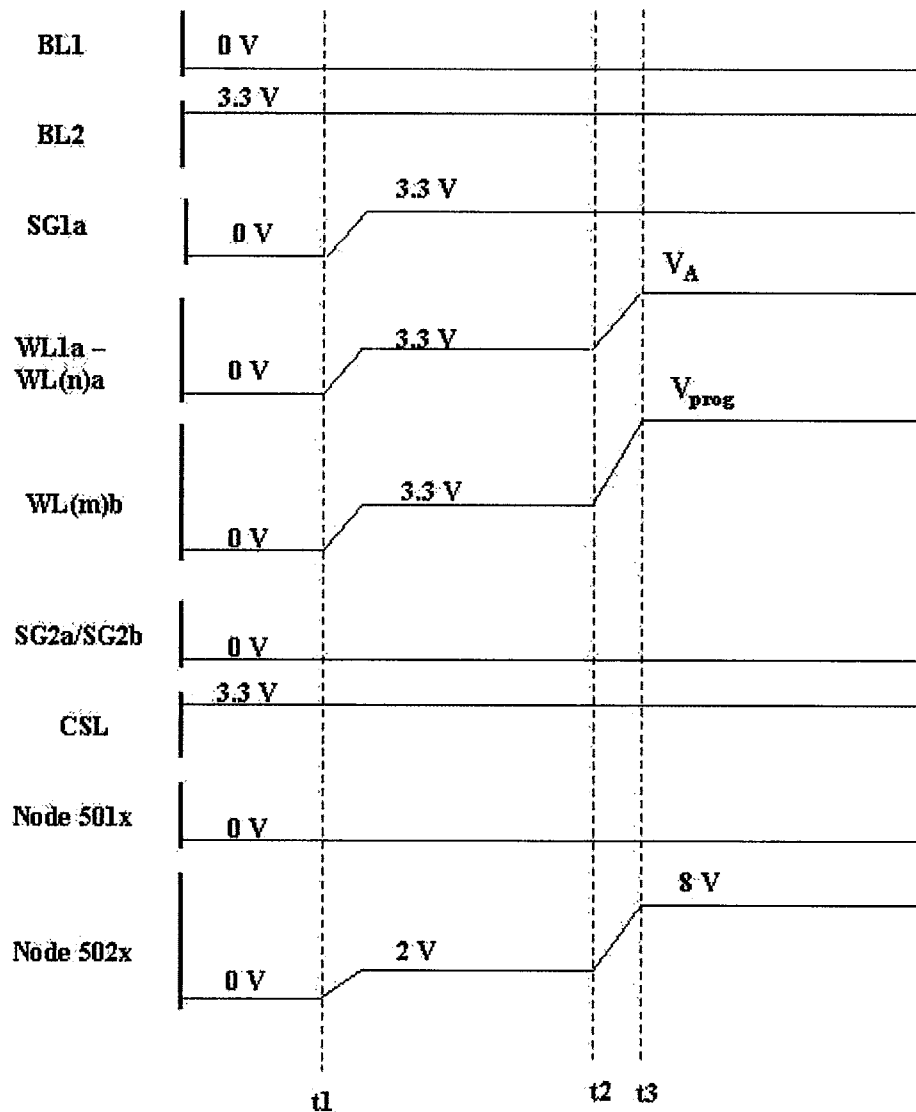 BL1
0 V
3.3 V
BL2
3.3 V
SG1a
0 V
V_A
WL1a –
WL(n)a
3.3 V
0 V
V_prog
WL(m)b
3.3 V
0 V
SG2a/SG2b
0 V
3.3 V
CSL
Node 501x
0 V
8 V
Node 502x
2 V
0 V
t1
t2
t3